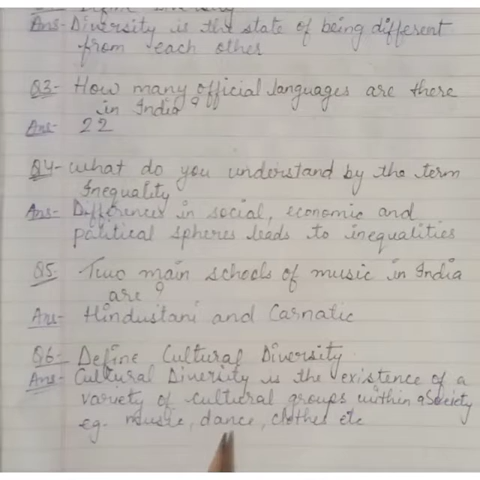 Ans- Diversity is the state of being different
from each other
Q3- How many official languages are there
in India?
Ans- 22
Q4- what do you understand by the term
Inequality
Ans- Differences in social, economic and
political spheres leads to inequalities
Q5 Two main schools of music in India
are?
Ans- Hindustani and Carnatic
Q6- Define Cultural Diversity
Ans- Cultural Diversity is the existence of a
variety of cultural groups within a Society
eg. music, dance, clothes etc